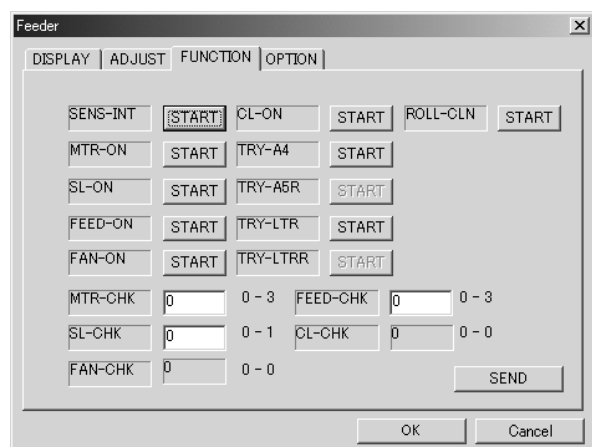 Feeder
DISPLAY ADJUST FUNCTION OPTION
SENS-INT START CL-ON START ROLL-CLN START
MTR-ON START TRY-A4 START
SL-ON START TRY-A5R START
FEED-ON START TRY-LTR START
FAN-ON START TRY-LTRR START
MTR-CHK 0 0 - 3 FEED-CHK 0 0 - 3
SL-CHK 0 0 - 1 CL-CHK 0 0 - 0
FAN-CHK 0 0 - 0
SEND
OK Cancel